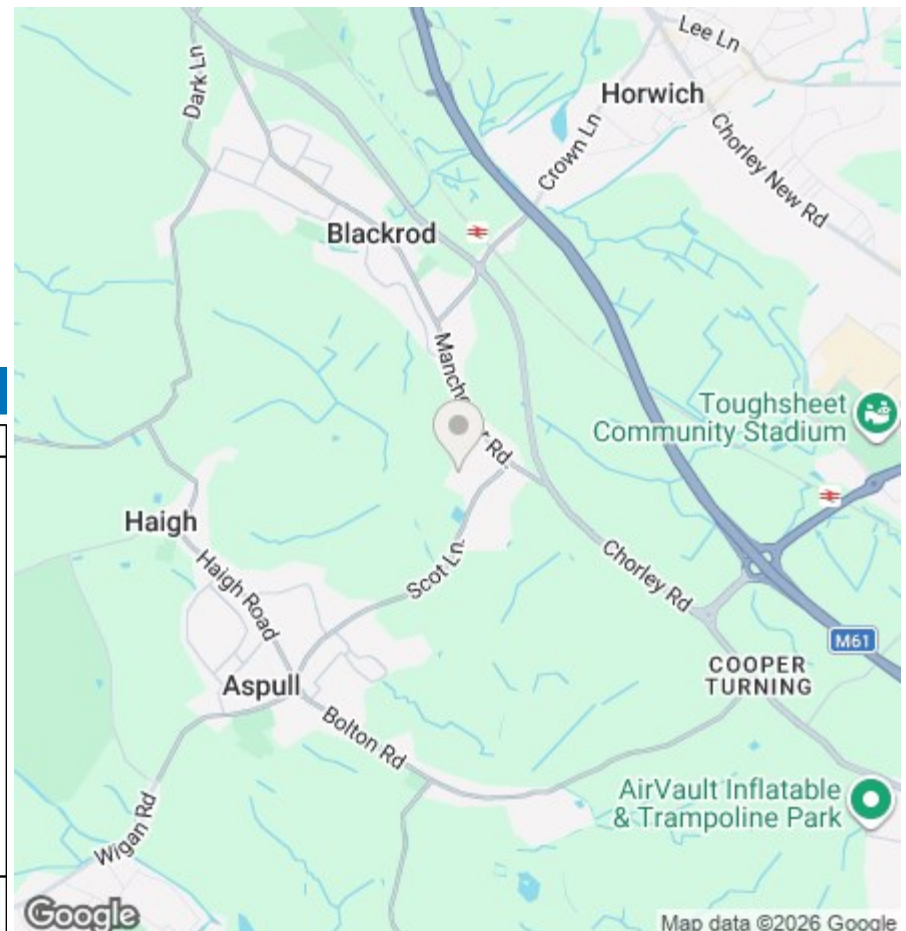 Lee Ln
Horwich
Dark Ln
Crown Ln
Chorley New Rd
Blackrod
Manchester Rd
Toughsheet
Community Stadium
Haigh
Haigh Road
Scot Ln
Chorley Rd
M61
COOPER
TURNING
Aspull
Bolton Rd
AirVault Inflatable
& Trampoline Park
Wigan Rd
Google
Map data ©2026 Google